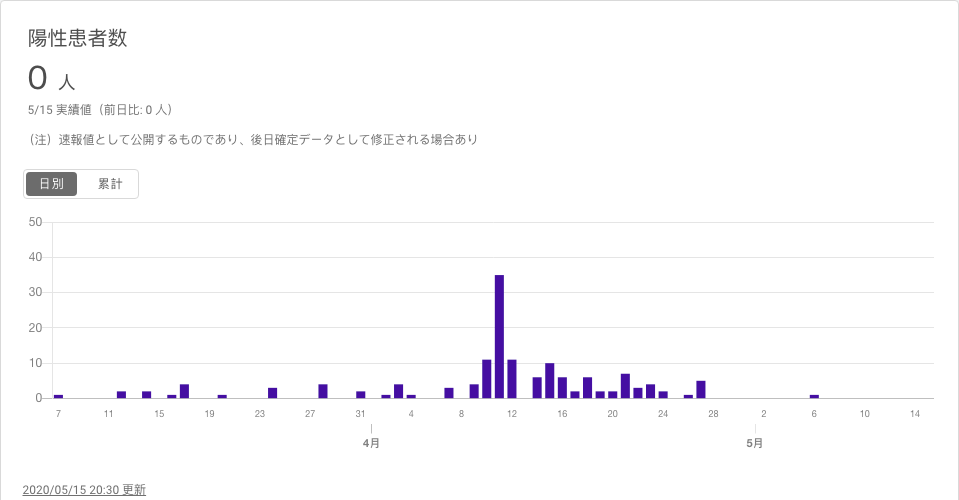 陽性患者数
0 人
5/15 実績値（前日比: 0 人）
（注）速報値として公開するものであり、後日確定データとして修正される場合あり
日別 累計
50
40
30
20
10
0
7 11 15 19 23 27 31 4 8 12 16 20 24 28 2 6 10 14
4月 5月
2020/05/15 20:30 更新